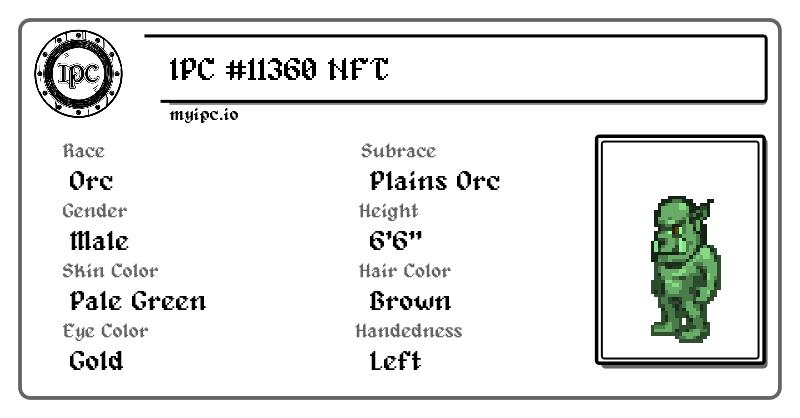 IPC
IPC #11360 NFT
myipc.io
Race
Orc
Subrace
Plains Orc
Gender
Male
Height
6'6"
Skin Color
Pale Green
Hair Color
Brown
Eye Color
Gold
Handedness
Left